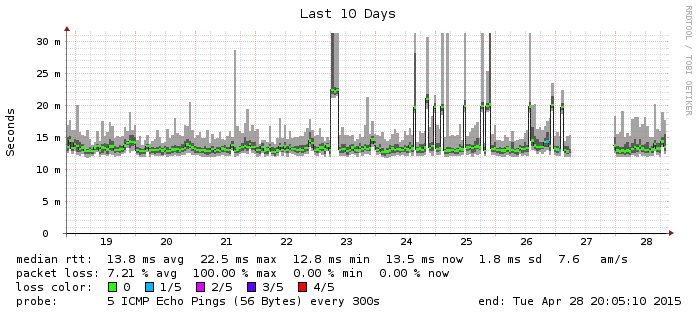 Last 10 Days
RRDTOOL / TOBI OETIKER
Seconds
30 m
25 m
20 m
15 m
10 m
5 m
0
19 20 21 22 23 24 25 26 27 28
median rtt: 13.8 ms avg 22.5 ms max 12.8 ms min 13.5 ms now 1.8 ms sd 7.6 am/s
packet loss: 7.21 % avg 100.00 % max 0.00 % min 0.00 % now
loss color: 0 1/5 2/5 3/5 4/5
probe: 5 ICMP Echo Pings (56 Bytes) every 300s end: Tue Apr 28 20:05:10 2015